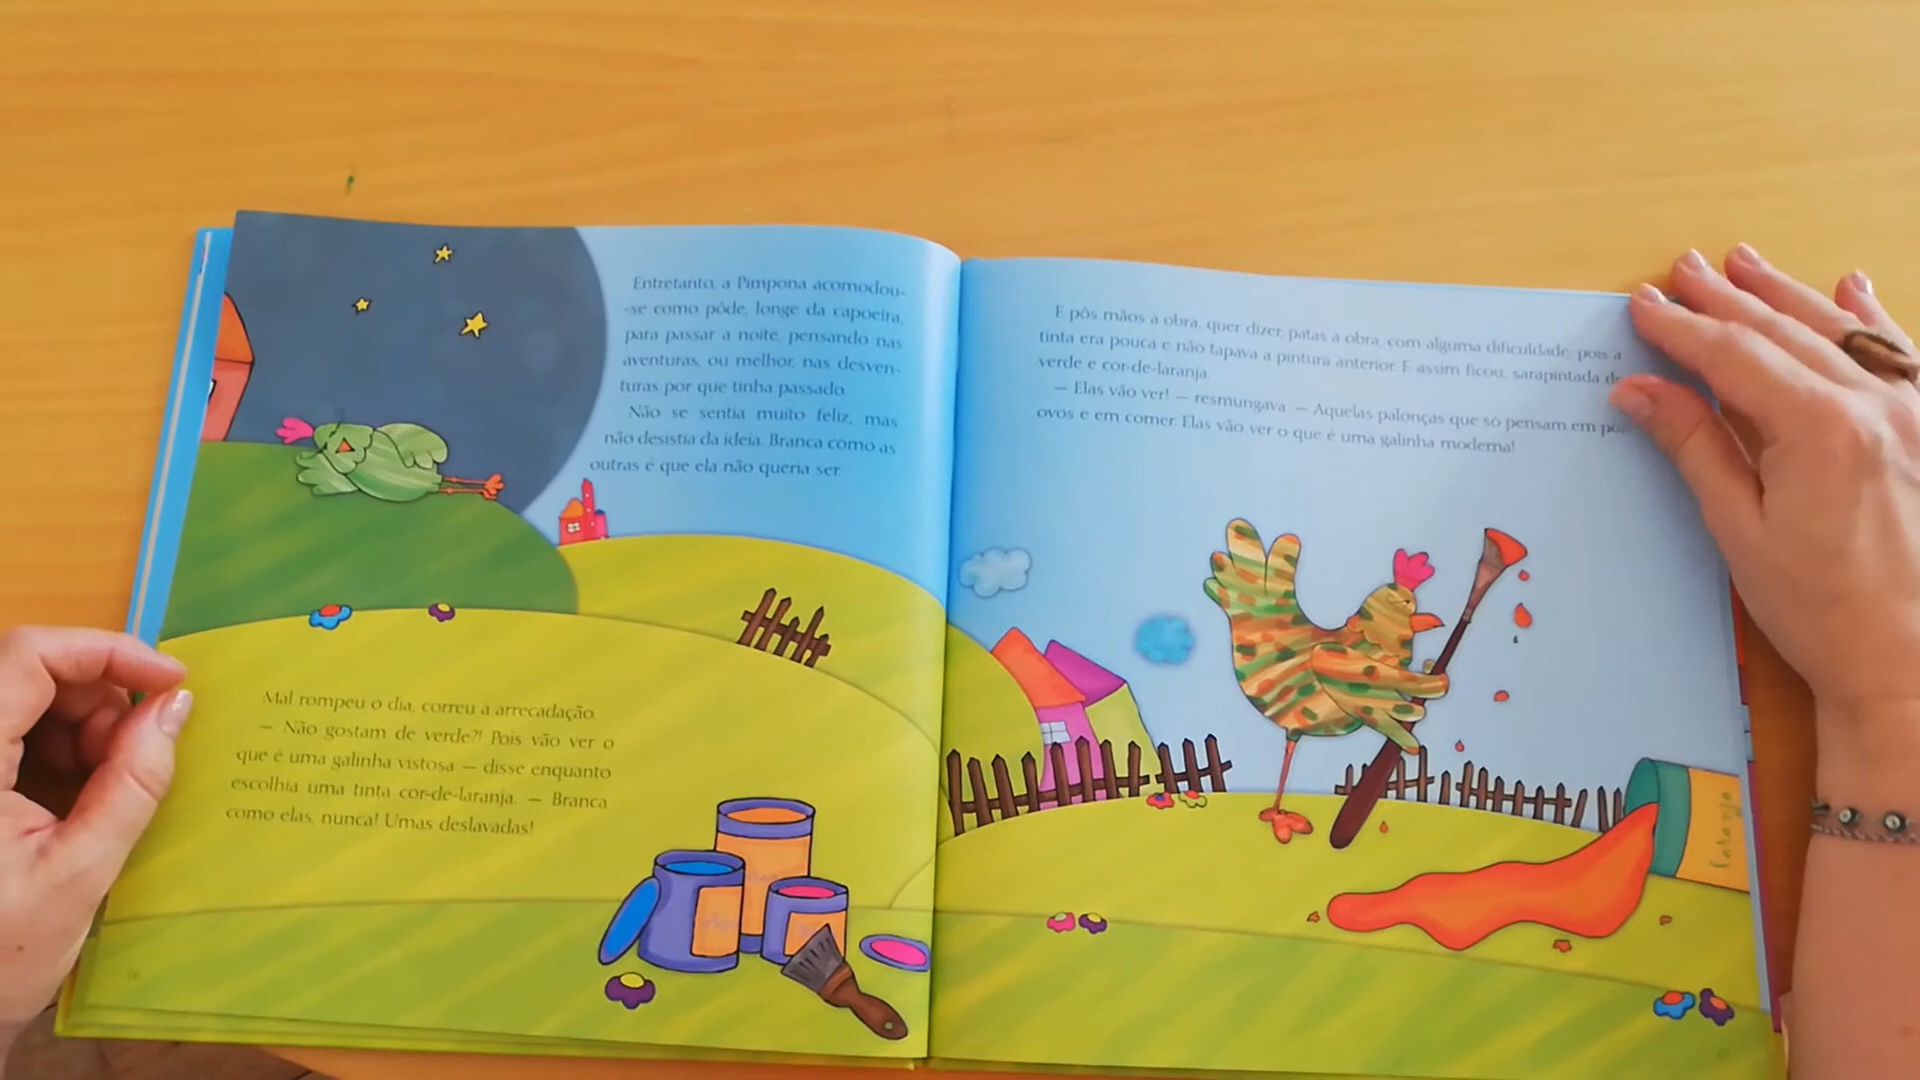 Entretanto, a Pimpona acomodou-
-se como pôde, longe da capoeira,
para passar a noite, pensando nas
aventuras, ou melhor, nas desven-
turas por que tinha passado.
Não se sentia muito feliz, mas
não desistia da ideia. Branca como as
outras é que ela não queria ser
Mal rompeu o dia, correu à arrecadação.
— Não gostam de verde?! Pois vão ver o
que é uma galinha vistosa — disse enquanto
escolhia uma tinta cor-de-laranja. — Branca
como elas, nunca! Umas deslavadas!
E pôs mãos à obra, quer dizer, patas à obra, com alguma dificuldade, pois a
tinta era pouca e não tapava a pintura anterior. E assim ficou, sarapintada de
verde e cor-de-laranja.
— Elas vão ver! — resmungava. — Aquelas palonças que só pensam em
ovos e em comer. Elas vão ver o que é uma galinha moderna!